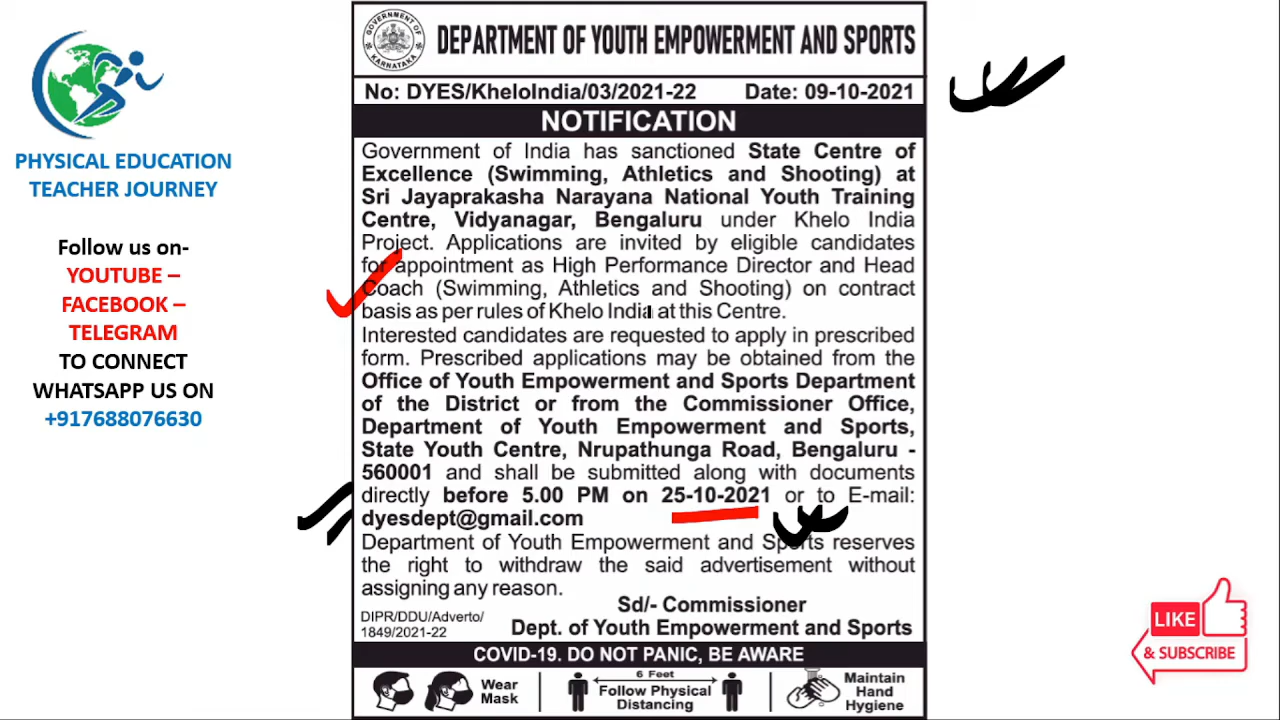 PHYSICAL EDUCATION
TEACHER JOURNEY
Follow us on-
YOUTUBE –
FACEBOOK –
TELEGRAM
TO CONNECT
WHATSAPP US ON
+917688076630
GOVERNMENT OF
KARNATAKA
DEPARTMENT OF YOUTH EMPOWERMENT AND SPORTS
No: DYES/KheloIndia/03/2021-22 Date: 09-10-2021
NOTIFICATION
Government of India has sanctioned State Centre of
Excellence (Swimming, Athletics and Shooting) at
Sri Jayaprakasha Narayana National Youth Training
Centre, Vidyanagar, Bengaluru under Khelo India
Project. Applications are invited by eligible candidates
for appointment as High Performance Director and Head
Coach (Swimming, Athletics and Shooting) on contract
basis as per rules of Khelo India at this Centre.
Interested candidates are requested to apply in prescribed
form. Prescribed applications may be obtained from the
Office of Youth Empowerment and Sports Department
of the District or from the Commissioner Office,
Department of Youth Empowerment and Sports,
State Youth Centre, Nrupathunga Road, Bengaluru -
560001 and shall be submitted along with documents
directly before 5.00 PM on 25-10-2021 or to E-mail:
dyesdept@gmail.com
Department of Youth Empowerment and Sports reserves
the right to withdraw the said advertisement without
assigning any reason.
Sd/- Commissioner
Dept. of Youth Empowerment and Sports
DIPR/DDU/Adverto/
1849/2021-22
COVID-19. DO NOT PANIC, BE AWARE
Wear
Mask
6 Feet
Follow Physical
Distancing
Maintain
Hand
Hygiene
LIKE
& SUBSCRIBE